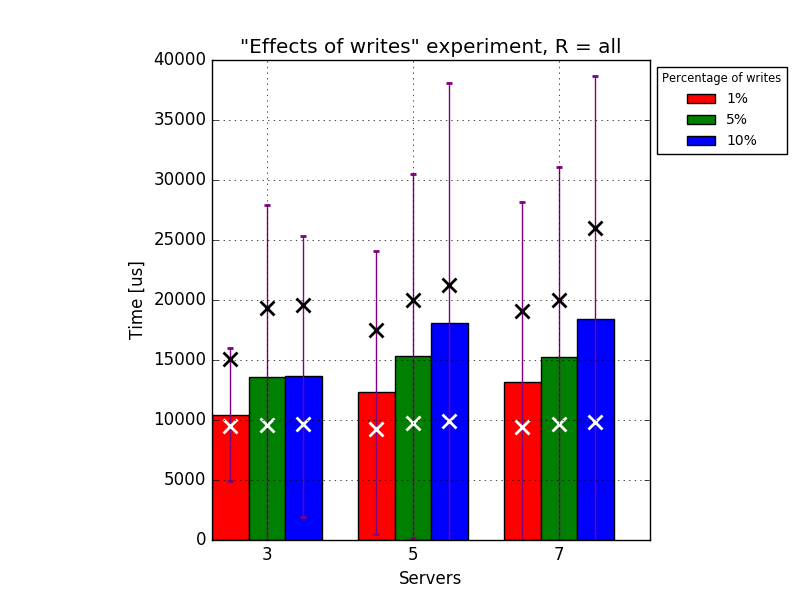 "Effects of writes" experiment, R = all
40000
35000
30000
25000
20000
15000
10000
5000
0
Time [us]
3 5 7
Servers
Percentage of writes
1%
5%
10%